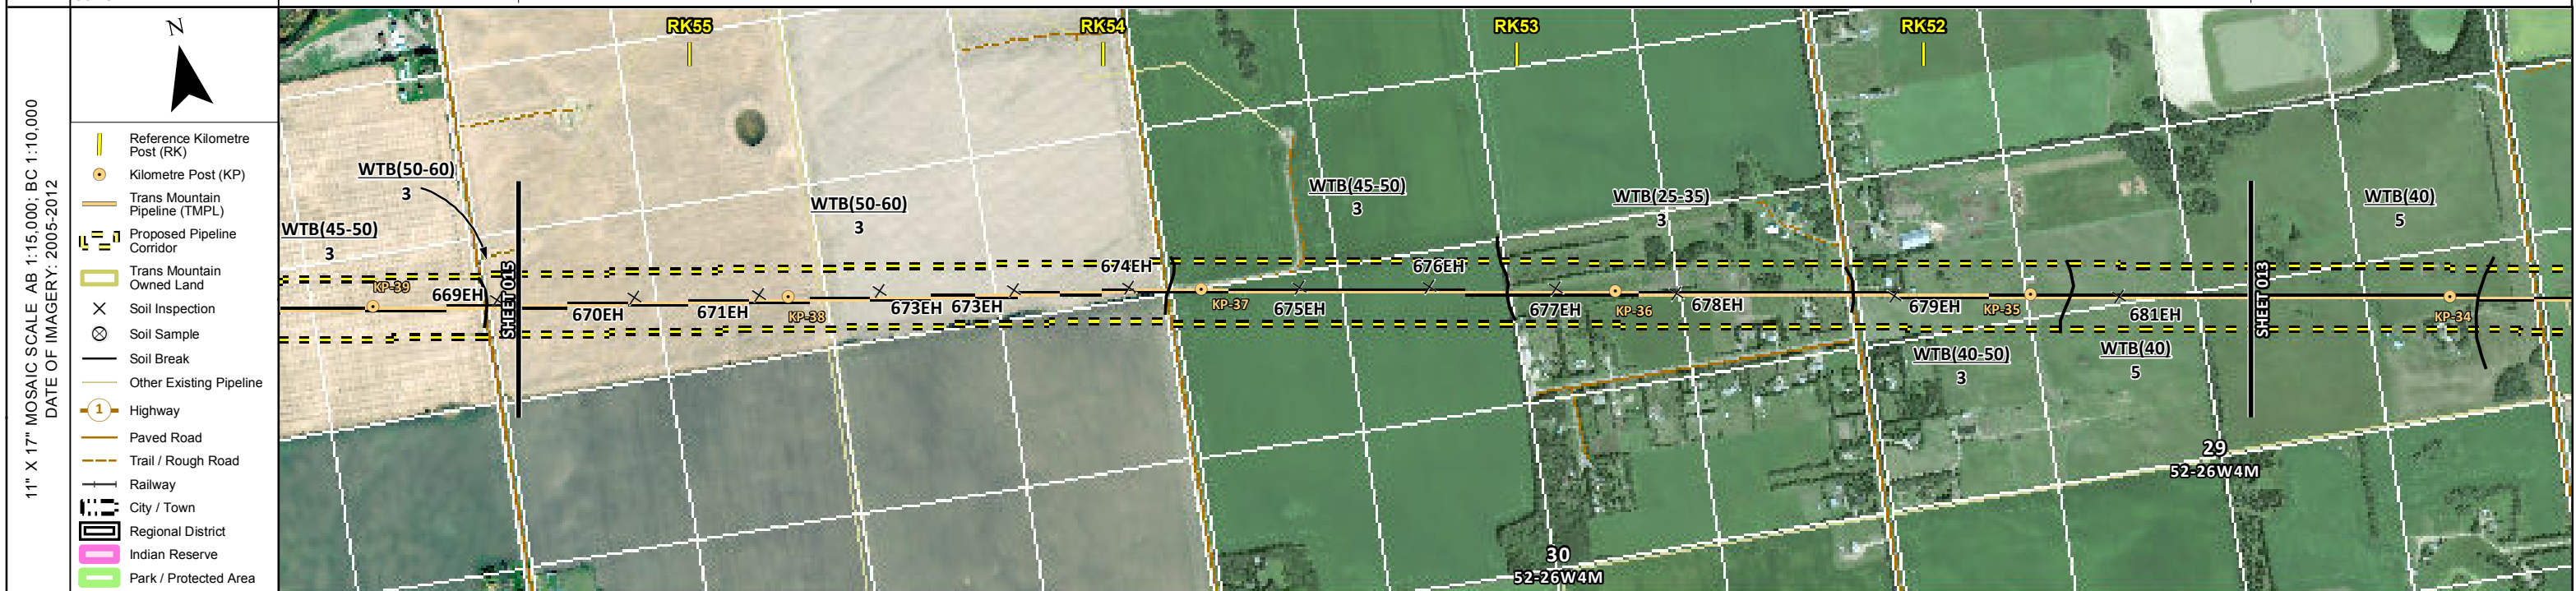 11" X 17" MOSAIC SCALE AB 1:15,000; BC 1:10,000
DATE OF IMAGERY: 2005-2012
N
Reference Kilometre
Post (RK)
Kilometre Post (KP)
Trans Mountain
Pipeline (TMPL)
Proposed Pipeline
Corridor
Trans Mountain
Owned Land
Soil Inspection
Soil Sample
Soil Break
Other Existing Pipeline
1 Highway
Paved Road
Trail / Rough Road
Railway
City / Town
Regional District
Indian Reserve
Park / Protected Area
RK55
RK54
RK53
RK52
WTB(50-60)
3
WTB(45-50)
3
WTB(50-60)
3
WTB(45-50)
3
WTB(25-35)
3
WTB(40)
5
KP-39
669EH
SHEET 015
670EH
671EH
KP-38
673EH
673EH
674EH
KP-37
675EH
676EH
677EH
KP-36
678EH
679EH
KP-35
681EH
SHEET 013
KP-34
WTB(40-50)
3
WTB(40)
5
29
52-26W4M
30
52-26W4M